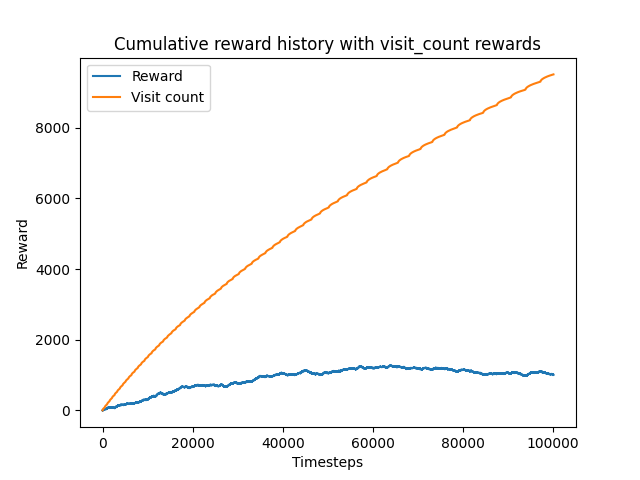 Cumulative reward history with visit_count rewards
Reward
Visit count
8000
6000
4000
2000
0
Reward
0 20000 40000 60000 80000 100000
Timesteps